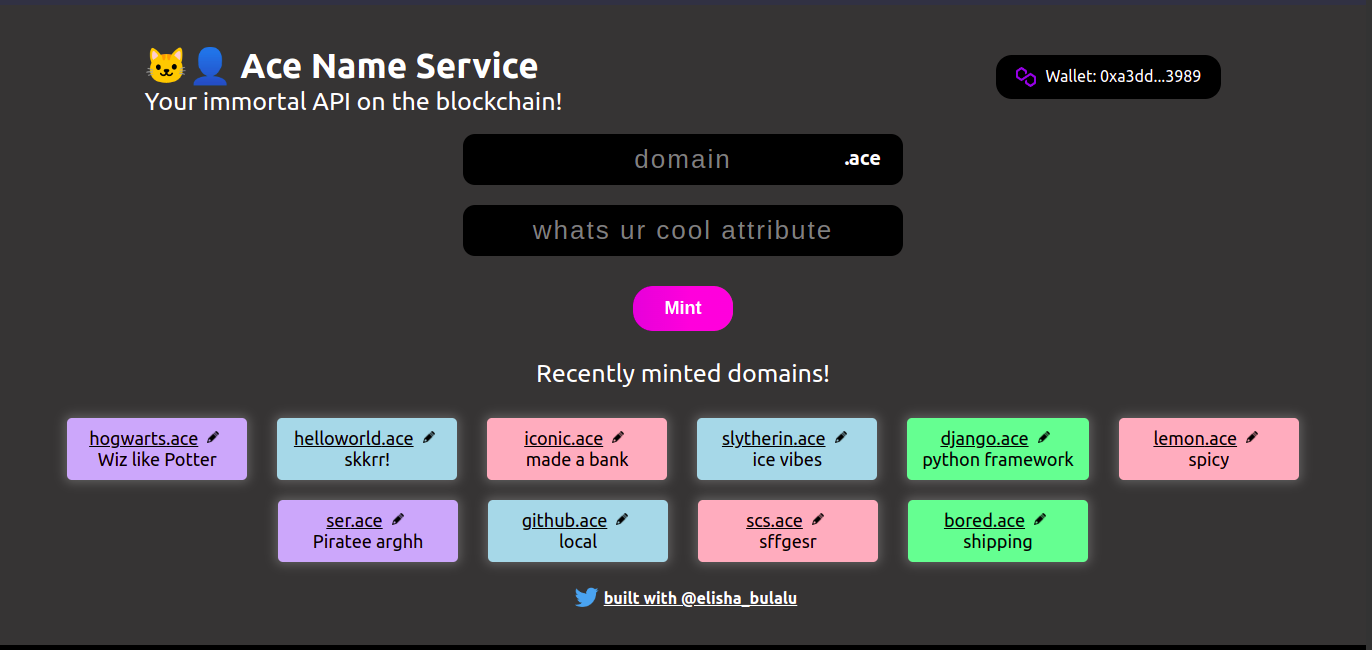 Ace Name Service
Your immortal API on the blockchain!
Wallet: 0xa3dd...3989
domain .ace
whats ur cool attribute
Mint
Recently minted domains!
hogwarts.ace
Wiz like Potter
helloworld.ace
skkrr!
iconic.ace
made a bank
slytherin.ace
ice vibes
django.ace
python framework
lemon.ace
spicy
ser.ace
Piratee arghh
github.ace
local
scs.ace
sffgesr
bored.ace
shipping
built with @elisha_bulalu